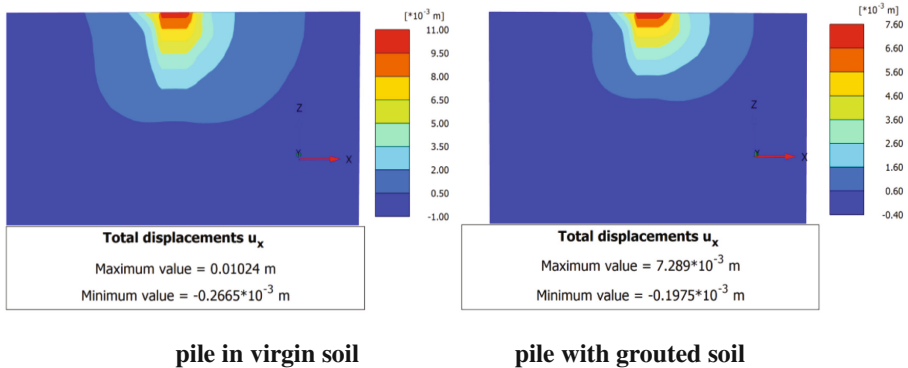 [*10⁻³ m]
11.00
9.50
8.00
6.50
5.00
3.50
2.00
0.50
-1.00
Z
Y
X
Total displacements uₓ
Maximum value = 0.01024 m
Minimum value = -0.2665*10⁻³ m
pile in virgin soil
[*10⁻³ m]
7.60
6.60
5.60
4.60
3.60
2.60
1.60
0.60
-0.40
Z
Y
X
Total displacements uₓ
Maximum value = 7.289*10⁻³ m
Minimum value = -0.1975*10⁻³ m
pile with grouted soil